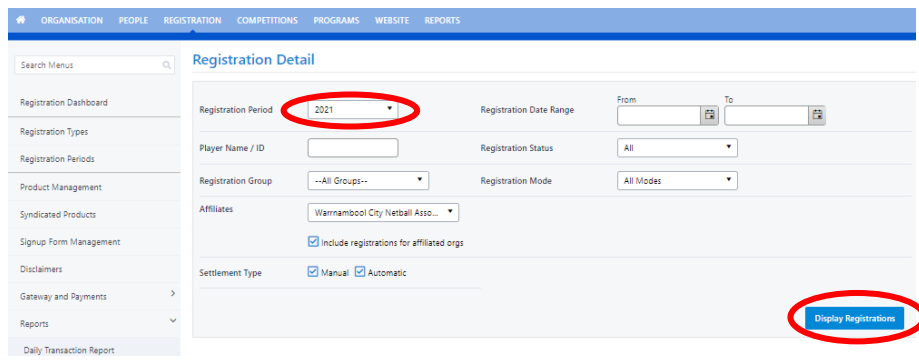 ORGANISATION PEOPLE REGISTRATION COMPETITIONS PROGRAMS WEBSITE REPORTS
Search Menus
Registration Dashboard
Registration Types
Registration Periods
Product Management
Syndicated Products
Signup Form Management
Disclaimers
Gateway and Payments
Reports
Daily Transaction Report
Registration Detail
Registration Period 2021 Registration Date Range From To
Player Name / ID Registration Status All
Registration Group --All Groups-- Registration Mode All Modes
Affiliates Warrnambool City Netball Asso...
Include registrations for affiliated orgs
Settlement Type Manual Automatic
Display Registrations